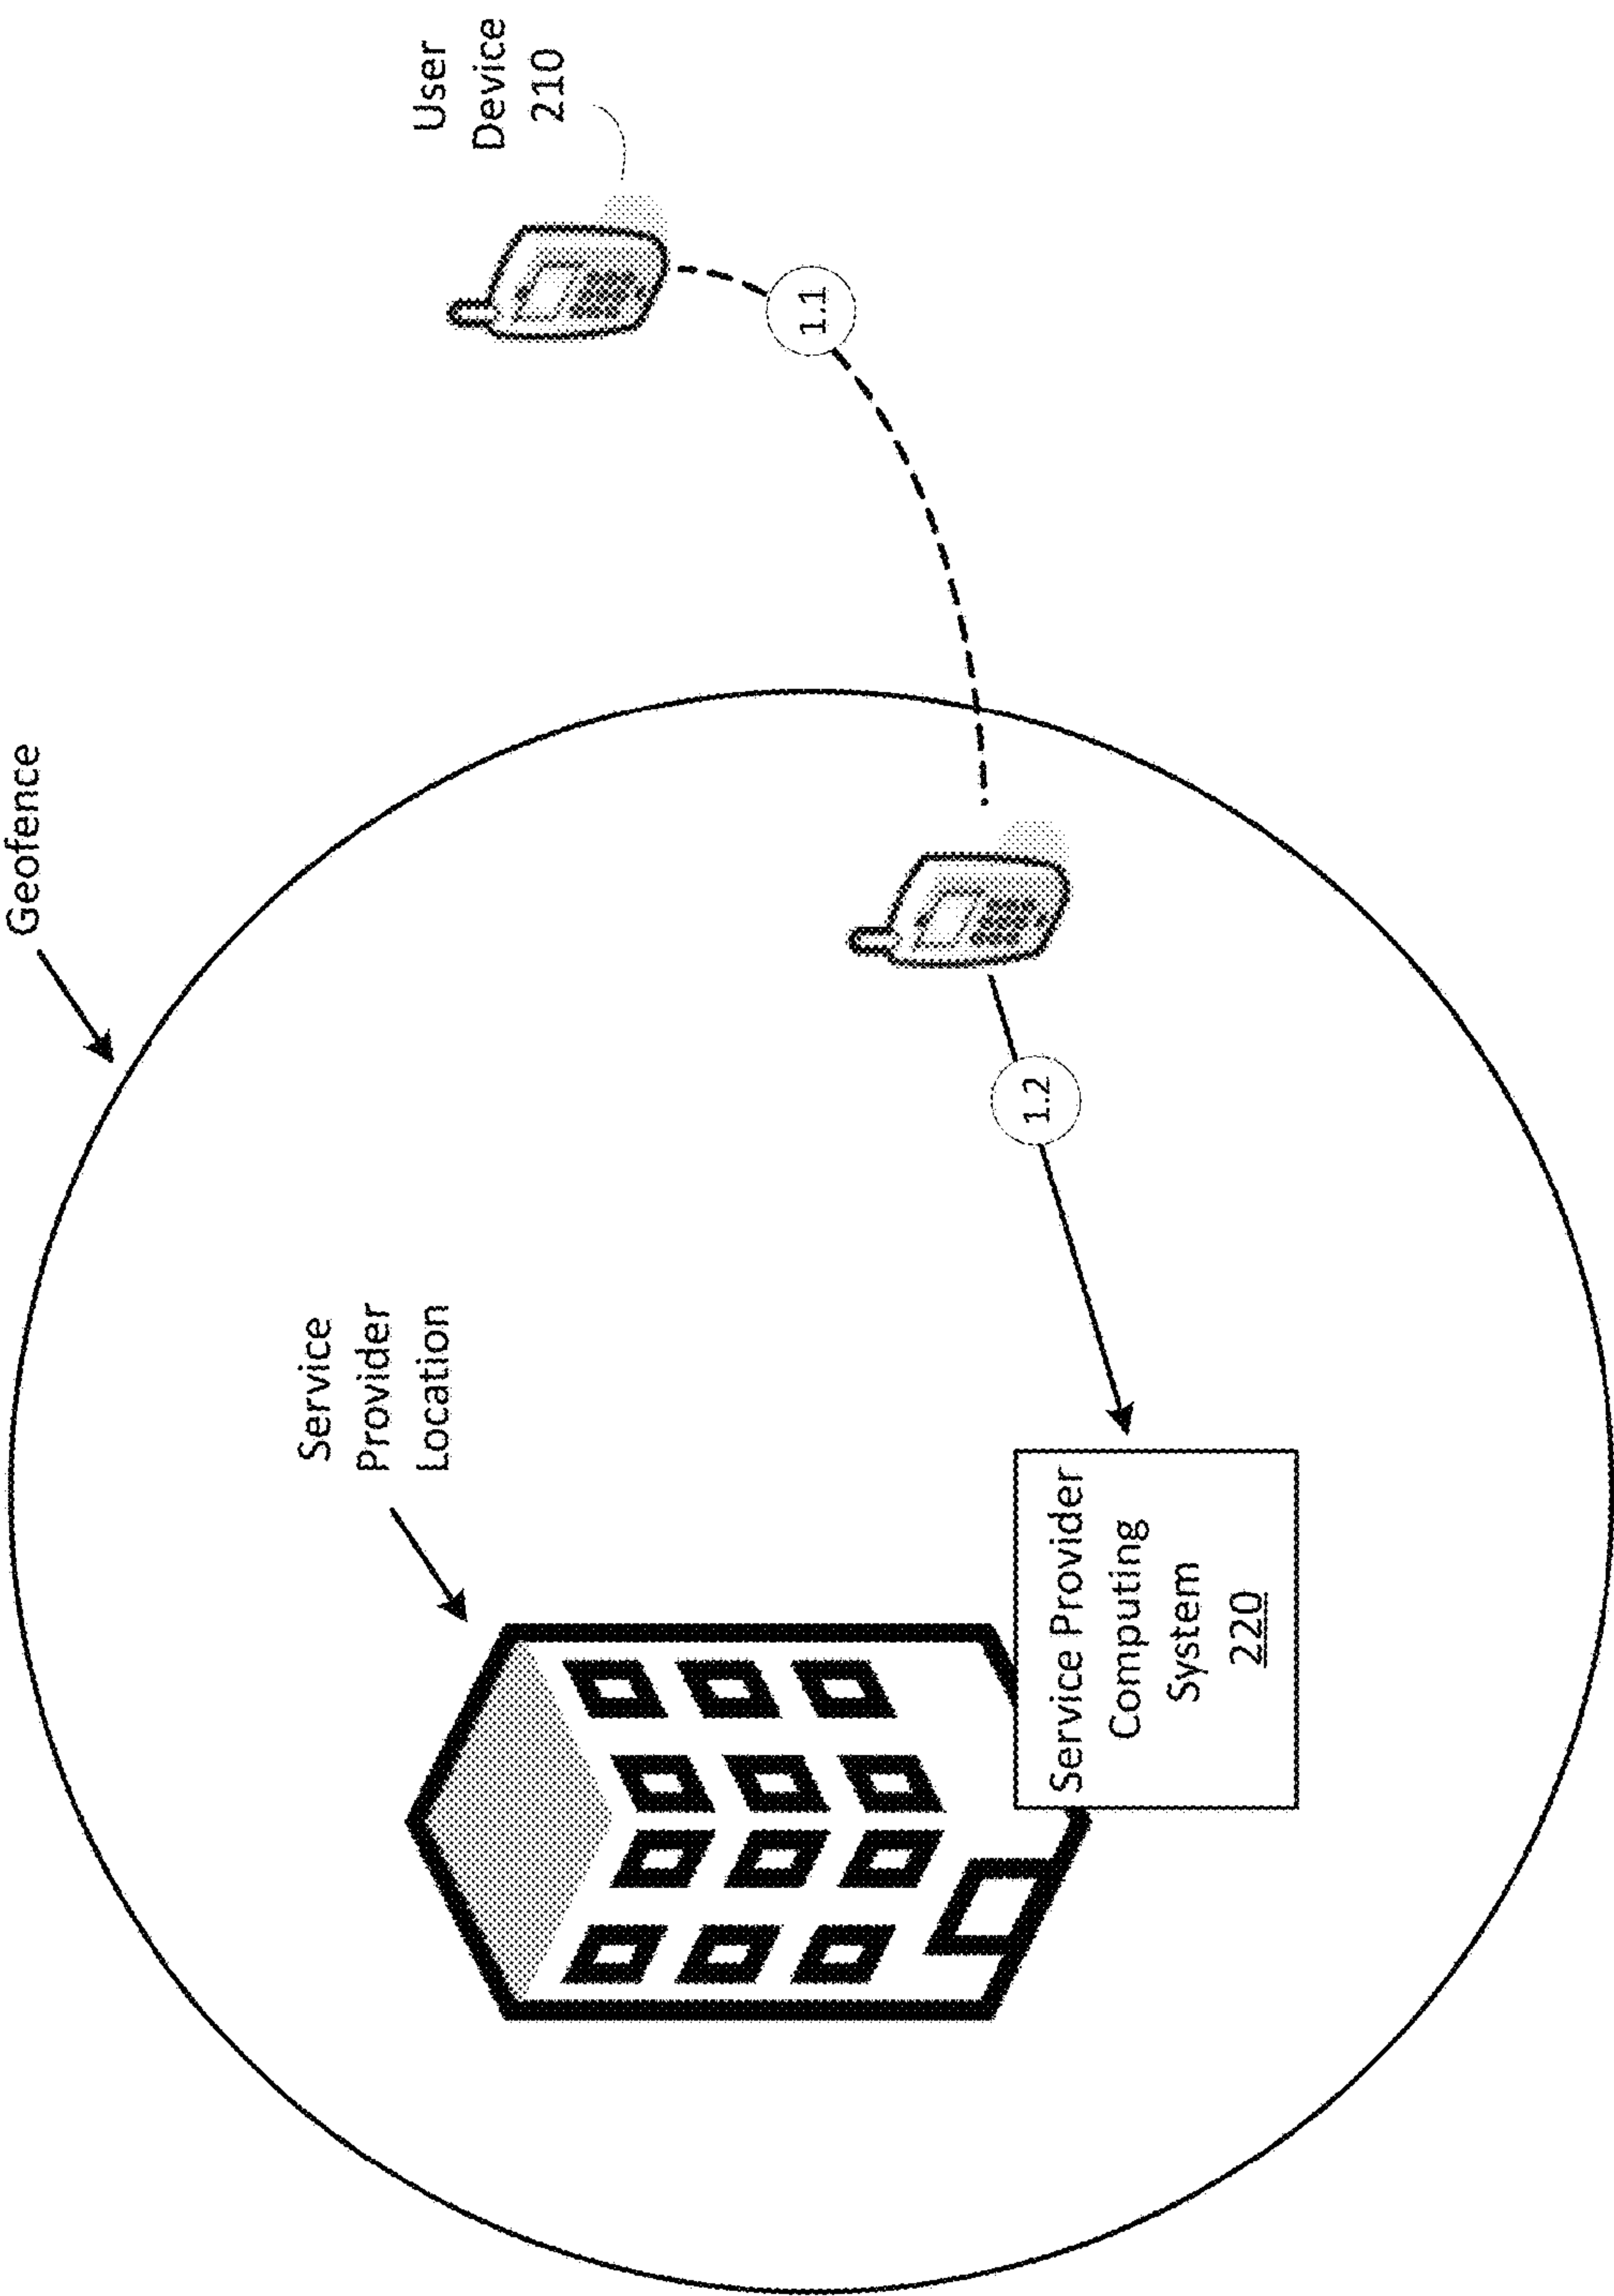 Geofence
Service
Provider
Location
Service Provider
Computing
System
220
1.2
1.1
User
Device
210